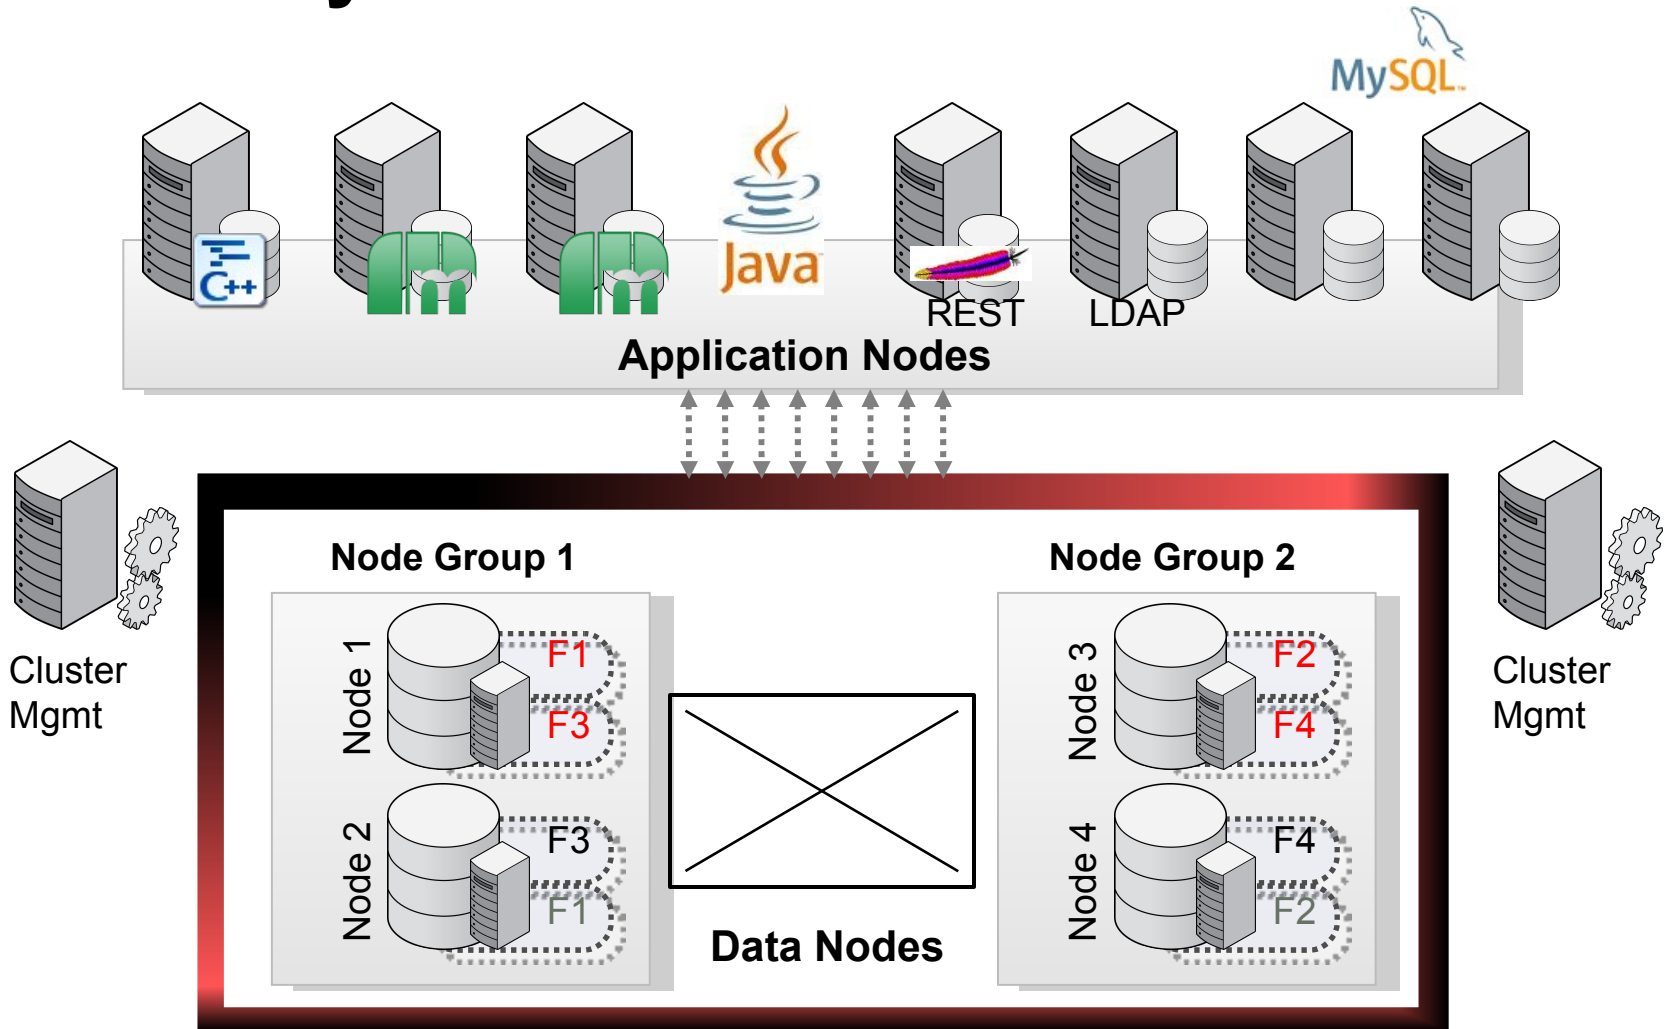 MySQL™
C++
Java
REST
LDAP
Application Nodes
Cluster
Mgmt
Cluster
Mgmt
Node Group 1
Node Group 2
Node 1
F1
F3
Node 2
F3
F1
Node 3
F2
F4
Node 4
F4
F2
Data Nodes